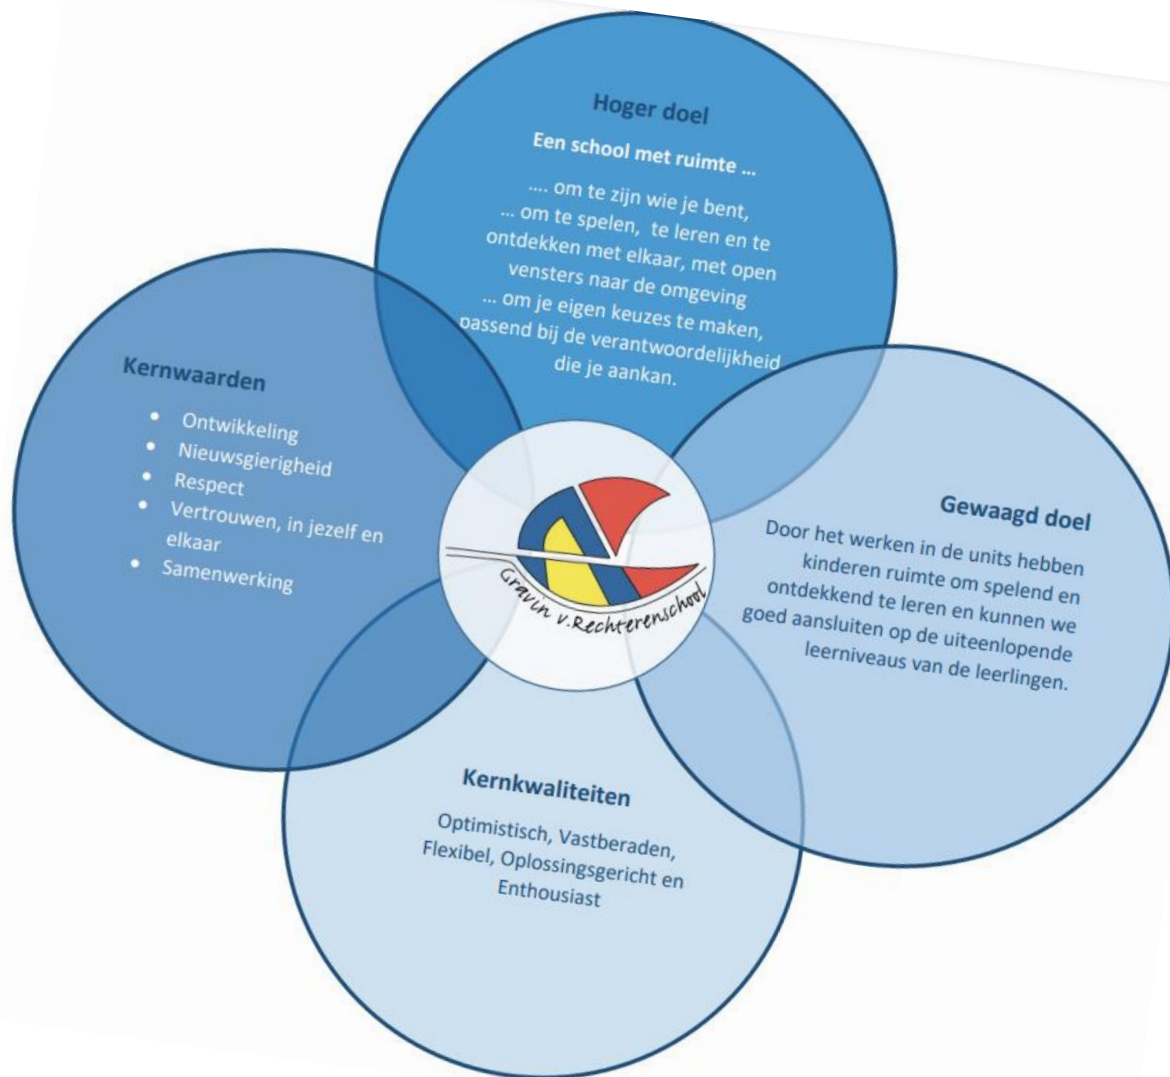 Hoger doel
Een school met ruimte ...
.... om te zijn wie je bent,
... om te spelen, te leren en te
ontdekken met elkaar, met open
vensters naar de omgeving
... om je eigen keuzes te maken,
passend bij de verantwoordelijkheid
die je aankan.
Kernwaarden
• Ontwikkeling
• Nieuwsgierigheid
• Respect
• Vertrouwen, in jezelf en
elkaar
• Samenwerking
Gravin v. Rechterenschool
Gewaagd doel
Door het werken in de units hebben
kinderen ruimte om spelend en
ontdekkend te leren en kunnen we
goed aansluiten op de uiteenlopende
leerniveaus van de leerlingen.
Kernkwaliteiten
Optimistisch, Vastberaden,
Flexibel, Oplossingsgericht en
Enthousiast